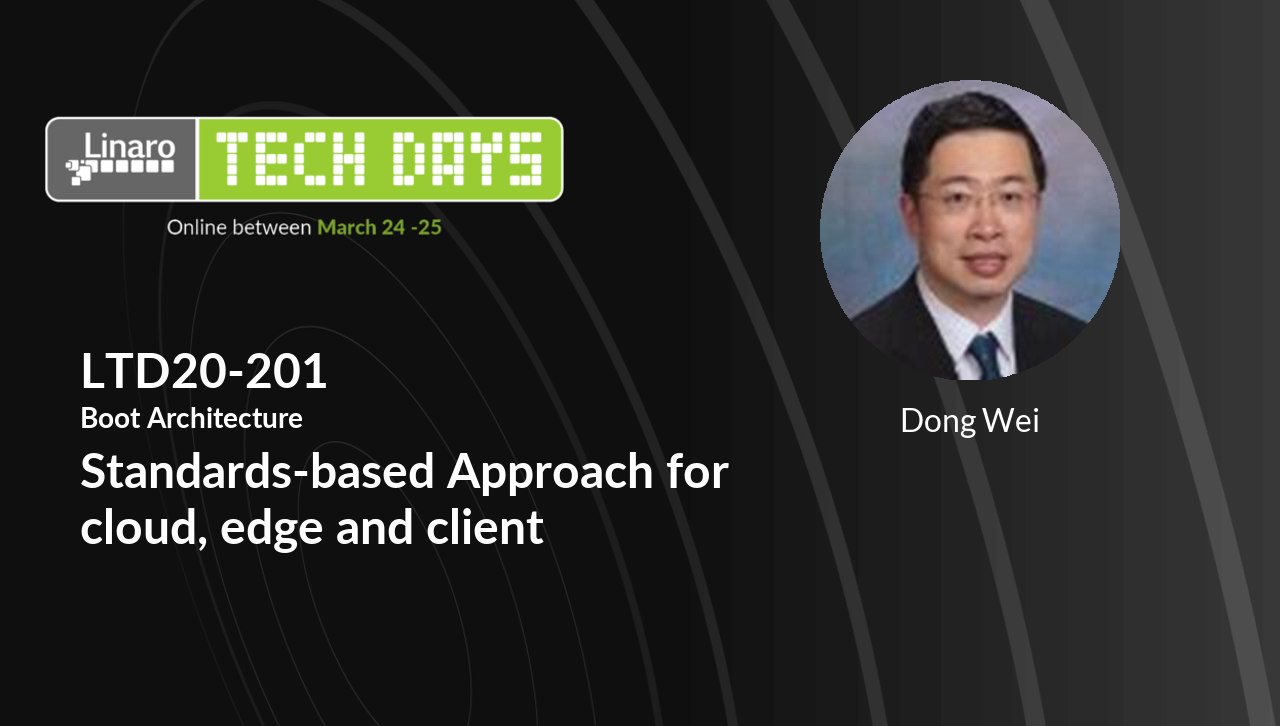 Linaro
TECH DAYS
Online between March 24 -25
LTD20-201
Boot Architecture
Standards-based Approach for
cloud, edge and client
Dong Wei